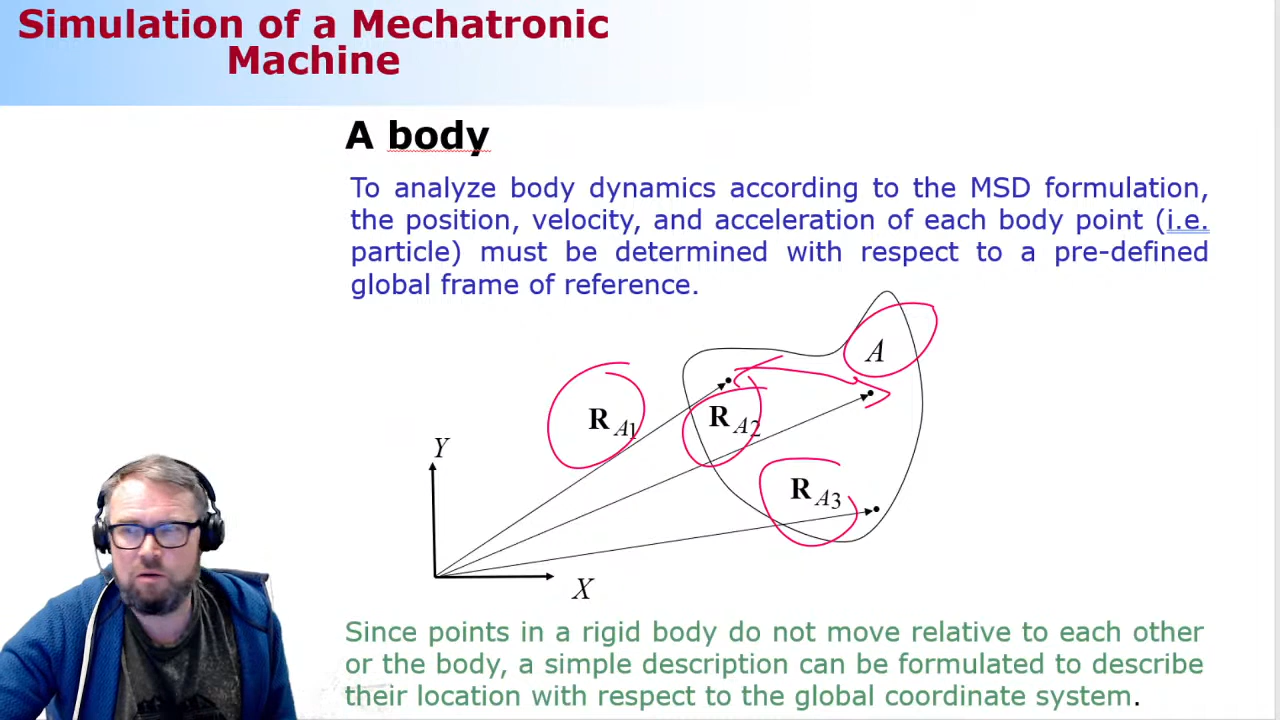 Simulation of a Mechatronic
Machine
A body
To analyze body dynamics according to the MSD formulation,
the position, velocity, and acceleration of each body point (i.e.
particle) must be determined with respect to a pre-defined
global frame of reference.
A
R A1
R A2
Y
R A3
X
Since points in a rigid body do not move relative to each other
or the body, a simple description can be formulated to describe
their location with respect to the global coordinate system.